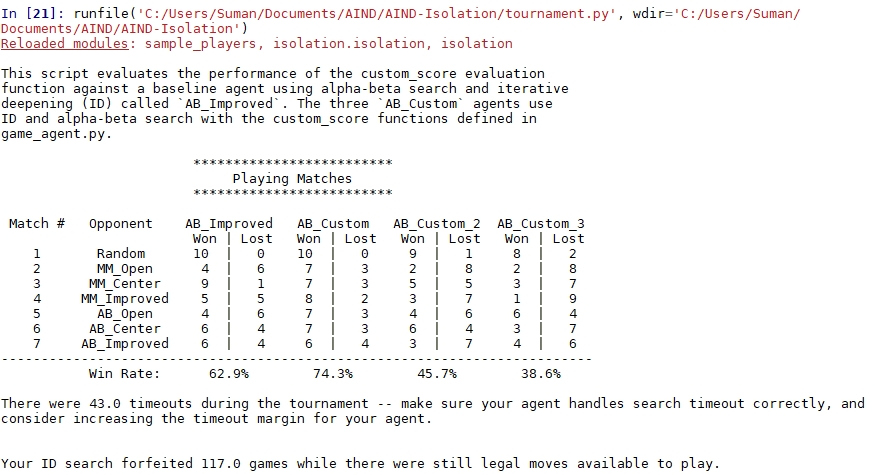 In [21]: runfile('C:/Users/Suman/Documents/AIND/AIND-Isolation/tournament.py', wdir='C:/Users/Suman/
Documents/AIND/AIND-Isolation')
Reloaded modules: sample_players, isolation.isolation, isolation
This script evaluates the performance of the custom_score evaluation
function against a baseline agent using alpha-beta search and iterative
deepening (ID) called `AB_Improved`. The three `AB_Custom` agents use
ID and alpha-beta search with the custom_score functions defined in
game_agent.py.
*************************
Playing Matches
*************************
Match # Opponent AB_Improved AB_Custom AB_Custom_2 AB_Custom_3
Won | Lost Won | Lost Won | Lost Won | Lost
1 Random 10 | 0 10 | 0 9 | 1 8 | 2
2 MM_Open 4 | 6 7 | 3 2 | 8 2 | 8
3 MM_Center 9 | 1 7 | 3 5 | 5 3 | 7
4 MM_Improved 5 | 5 8 | 2 3 | 7 1 | 9
5 AB_Open 4 | 6 7 | 3 4 | 6 6 | 4
6 AB_Center 6 | 4 7 | 3 6 | 4 3 | 7
7 AB_Improved 6 | 4 6 | 4 3 | 7 4 | 6
--------------------------------------------------------------------------
Win Rate: 62.9% 74.3% 45.7% 38.6%
There were 43.0 timeouts during the tournament -- make sure your agent handles search timeout correctly, and
consider increasing the timeout margin for your agent.
Your ID search forfeited 117.0 games while there were still legal moves available to play.